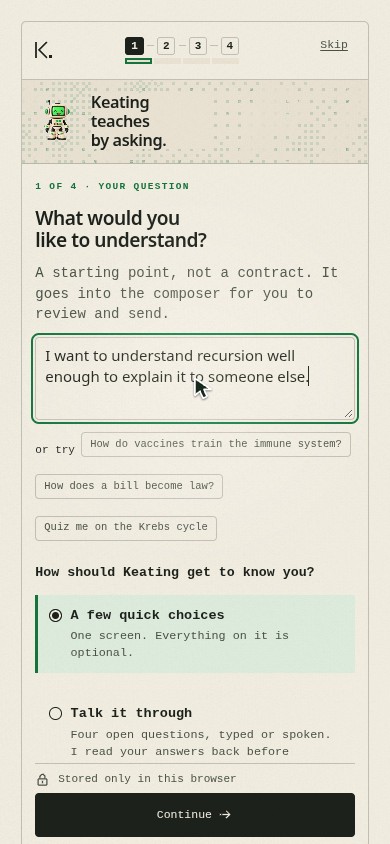 K.
1 2 3 4
Skip
Keating
teaches
by asking.
1 OF 4 · YOUR QUESTION
What would you
like to understand?
A starting point, not a contract. It
goes into the composer for you to
review and send.
I want to understand recursion well
enough to explain it to someone else.
or try
How do vaccines train the immune system?
How does a bill become law?
Quiz me on the Krebs cycle
How should Keating get to know you?
A few quick choices
One screen. Everything on it is
optional.
Talk it through
Four open questions, typed or spoken.
I read your answers back before
Stored only in this browser
Continue →